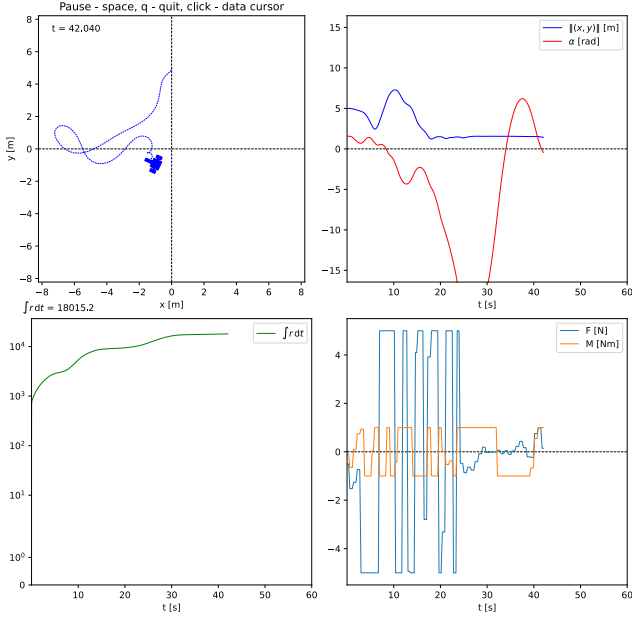 Pause - space, q - quit, click - data cursor
t = 42.040
8
6
4
2
0
−2
−4
−6
−8
y [m]
−8 −6 −4 −2 0 2 4 6 8
x [m]
‖(x, y)‖ [m]
α [rad]
15
10
5
0
−5
−10
−15
10 20 30 40 50 60
t [s]
∫r dt = 18015.2
∫r dt
10⁴
10³
10²
10¹
10⁰
0 10 20 30 40 50 60
t [s]
F [N]
M [Nm]
4
2
0
−2
−4
10 20 30 40 50 60
t [s]